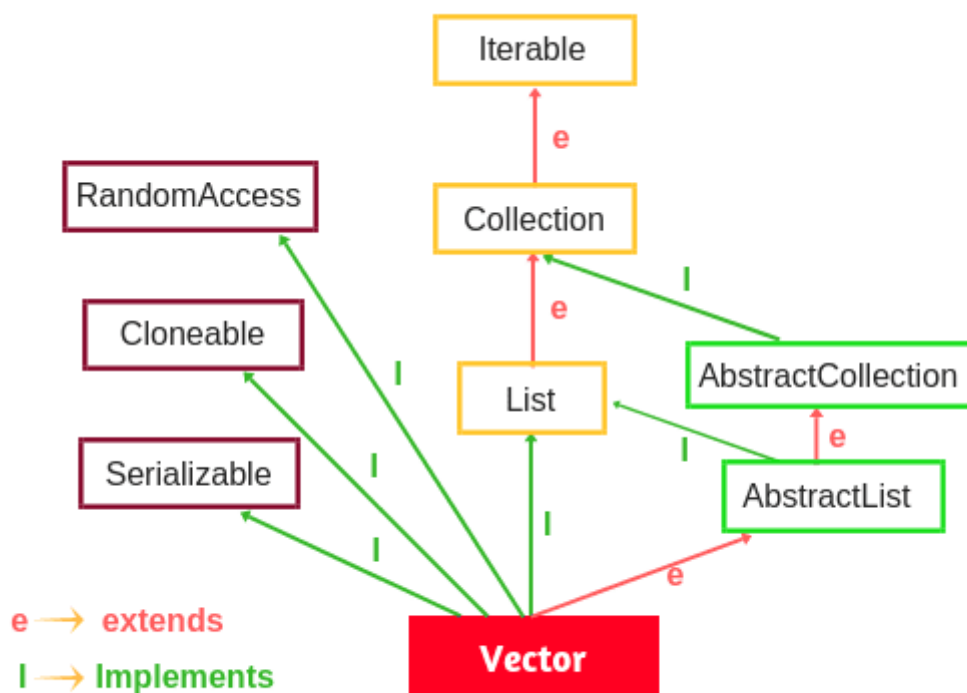 Iterable
e
RandomAccess
Collection
I
Cloneable
e
AbstractCollection
I
List
e
I
Serializable
I
AbstractList
I
I
e
e → extends
I → Implements
Vector